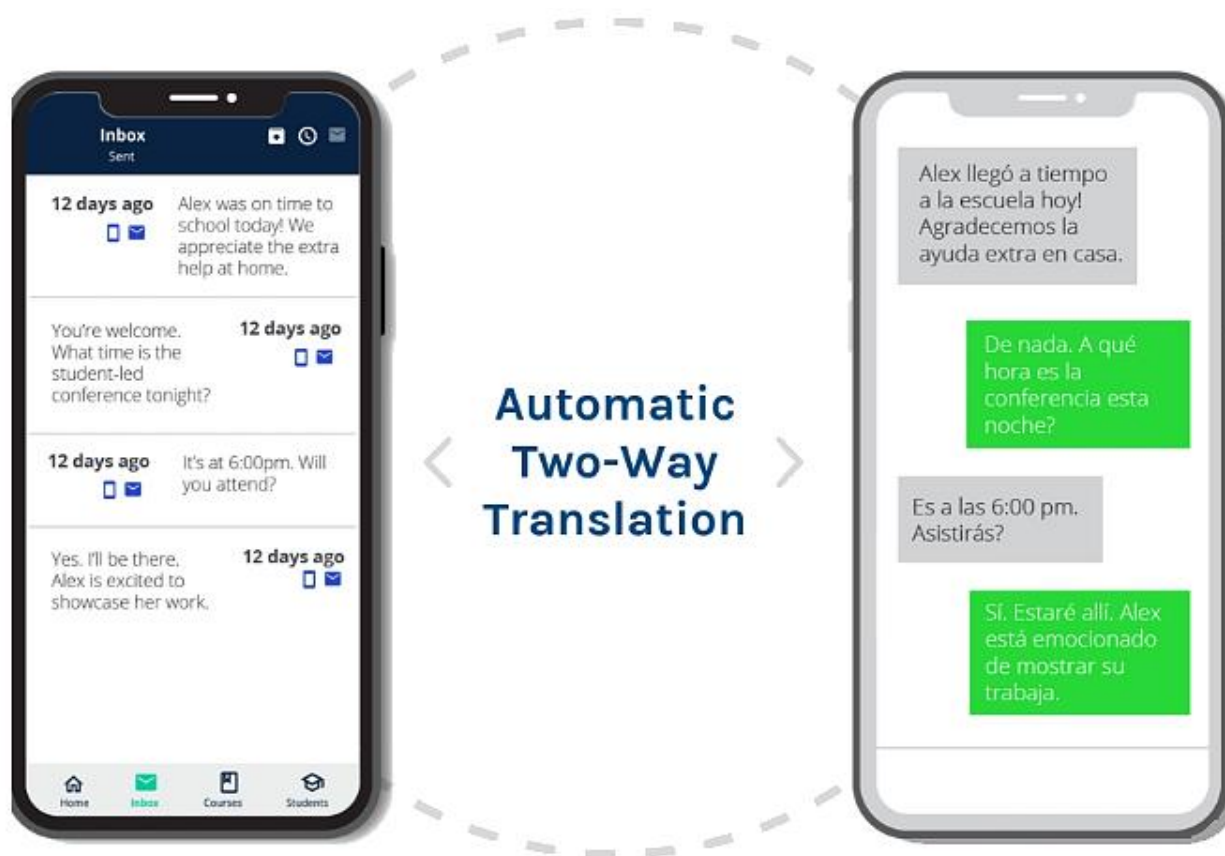 Inbox
Sent
12 days ago
Alex was on time to
school today! We
appreciate the extra
help at home.
You're welcome.
What time is the
student-led
conference tonight?
12 days ago
12 days ago
It's at 6:00pm. Will
you attend?
Yes. I'll be there.
Alex is excited to
showcase her work.
12 days ago
Home
Inbox
Courses
Students
Automatic
Two-Way
Translation
Alex llegó a tiempo
a la escuela hoy!
Agradecemos la
ayuda extra en casa.
De nada. A qué
hora es la
conferencia esta
noche?
Es a las 6:00 pm.
Asistirás?
Sí. Estaré allí. Alex
está emocionado
de mostrar su
trabaja.